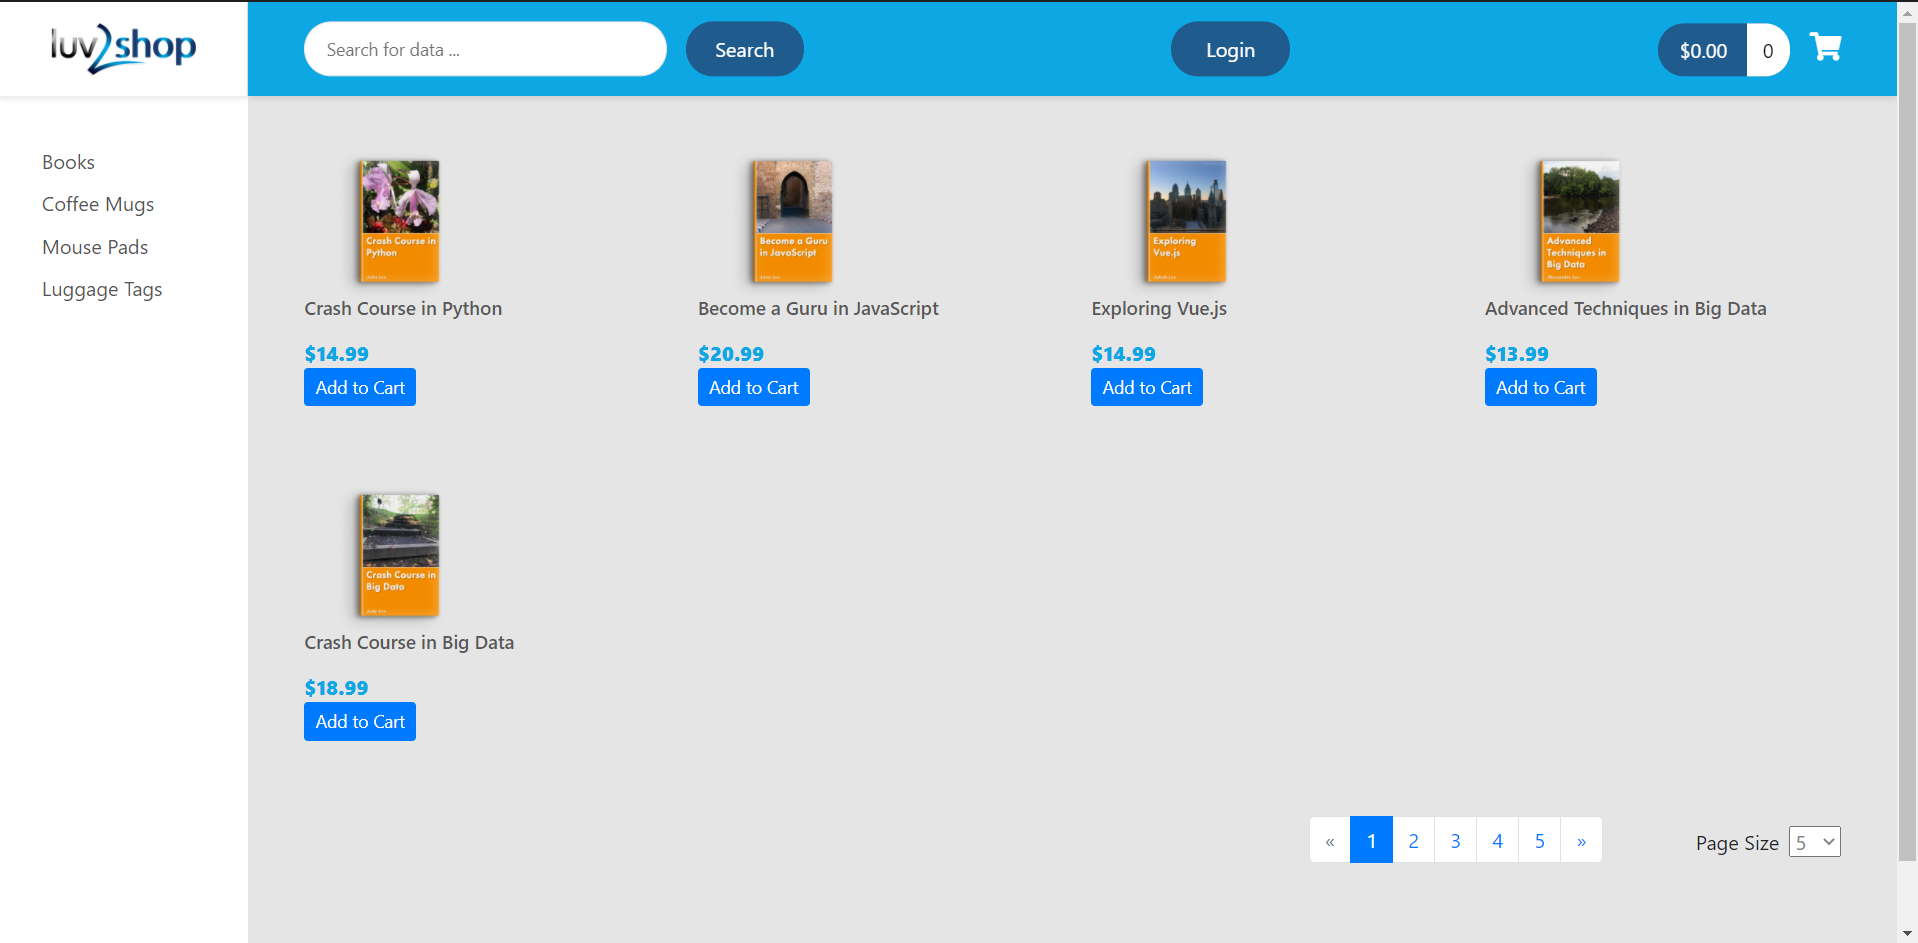 luv2shop
Search for data ...
Search
Login
$0.00
0
Books
Coffee Mugs
Mouse Pads
Luggage Tags
Crash Course in
Python
Become a Guru
in JavaScript
Exploring
Vue.js
Advanced
Techniques in
Big Data
Crash Course in Python
Become a Guru in JavaScript
Exploring Vue.js
Advanced Techniques in Big Data
$14.99
$20.99
$14.99
$13.99
Add to Cart
Add to Cart
Add to Cart
Add to Cart
Crash Course in
Big Data
Crash Course in Big Data
$18.99
Add to Cart
« 1 2 3 4 5 »
Page Size 5